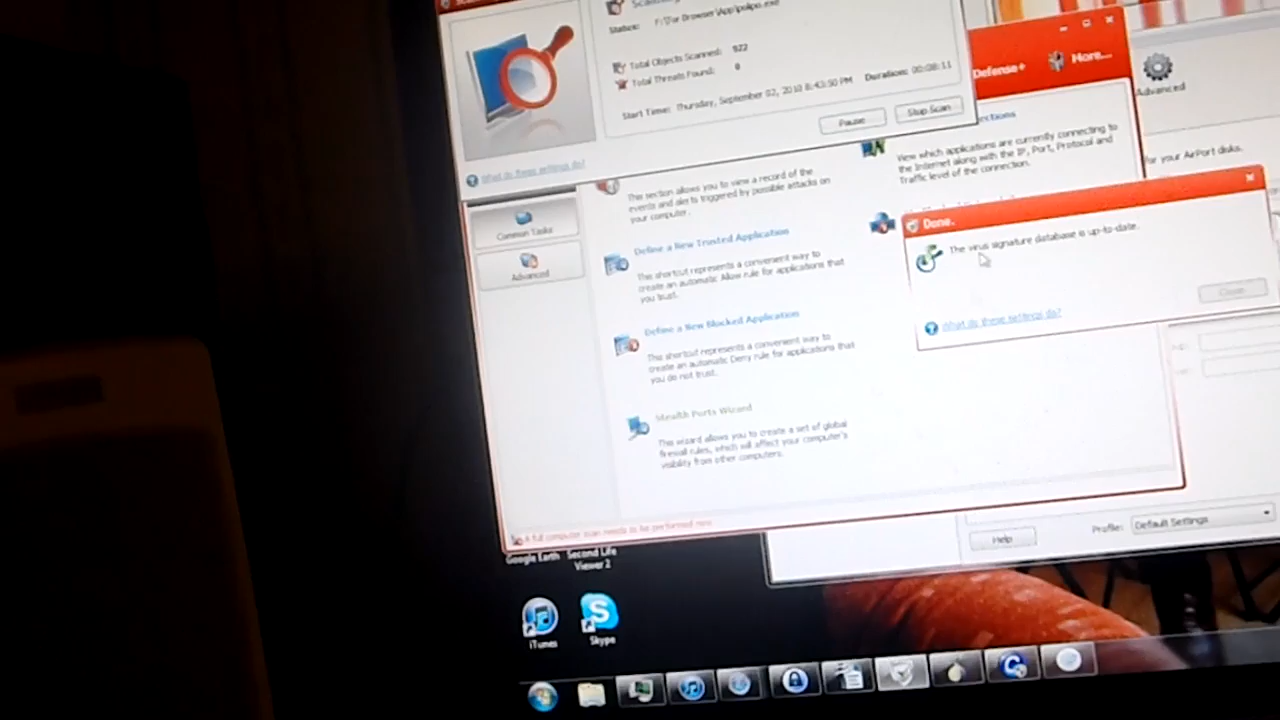 Status: F:\Tor Browser\App\polipo.exe
Total Objects Scanned: 922
Total Threats Found: 0
Start Time: Thursday, September 02, 2010 8:43:50 PM Duration: 00:08:11
Pause
Stop Scan
What do these settings do?
Defense+
More...
Advanced
Common Tasks
Advanced
This section allows you to view a record of the
events and alerts triggered by possible attacks on
your computer.
Define a New Trusted Application
This shortcut represents a convenient way to
create an automatic Allow rule for applications that
you trust.
Define a New Blocked Application
This shortcut represents a convenient way to
create an automatic Deny rule for applications that
you do not trust.
Stealth Ports Wizard
This wizard allows you to create a set of global
firewall rules, which will affect your computer's
visibility from other computers.
View which applications are currently connecting to
the Internet along with the IP, Port, Protocol and
Traffic level of the connection.
for your AirPort disks.
Done.
The virus signature database is up-to-date.
Close
What do these settings do?
A full computer scan needs to be performed now
Help
Profile:
Default Settings
Google Earth
Second Life
Viewer 2
iTunes
Skype